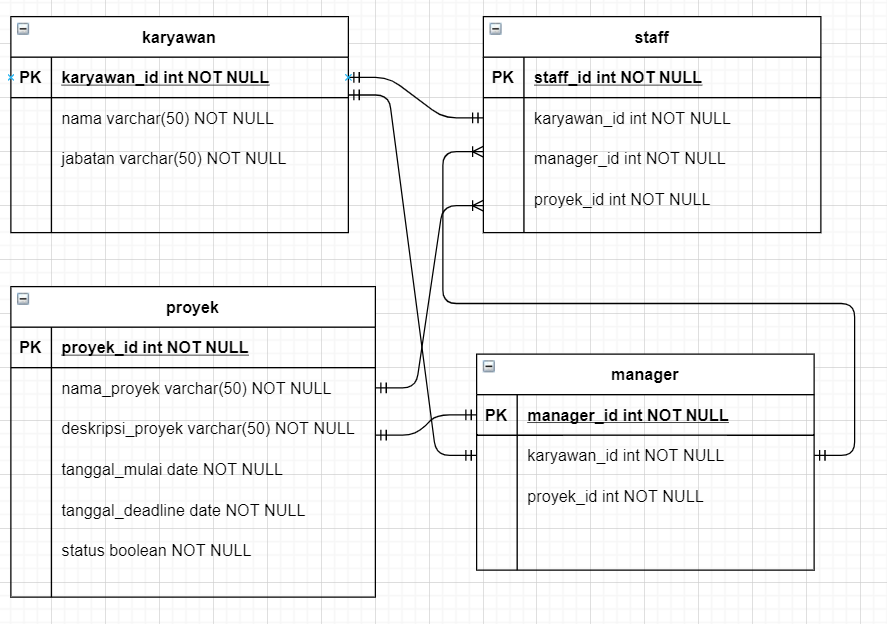 karyawan
PK karyawan_id int NOT NULL
nama varchar(50) NOT NULL
jabatan varchar(50) NOT NULL
staff
PK staff_id int NOT NULL
karyawan_id int NOT NULL
manager_id int NOT NULL
proyek_id int NOT NULL
proyek
PK proyek_id int NOT NULL
nama_proyek varchar(50) NOT NULL
deskripsi_proyek varchar(50) NOT NULL
tanggal_mulai date NOT NULL
tanggal_deadline date NOT NULL
status boolean NOT NULL
manager
PK manager_id int NOT NULL
karyawan_id int NOT NULL
proyek_id int NOT NULL